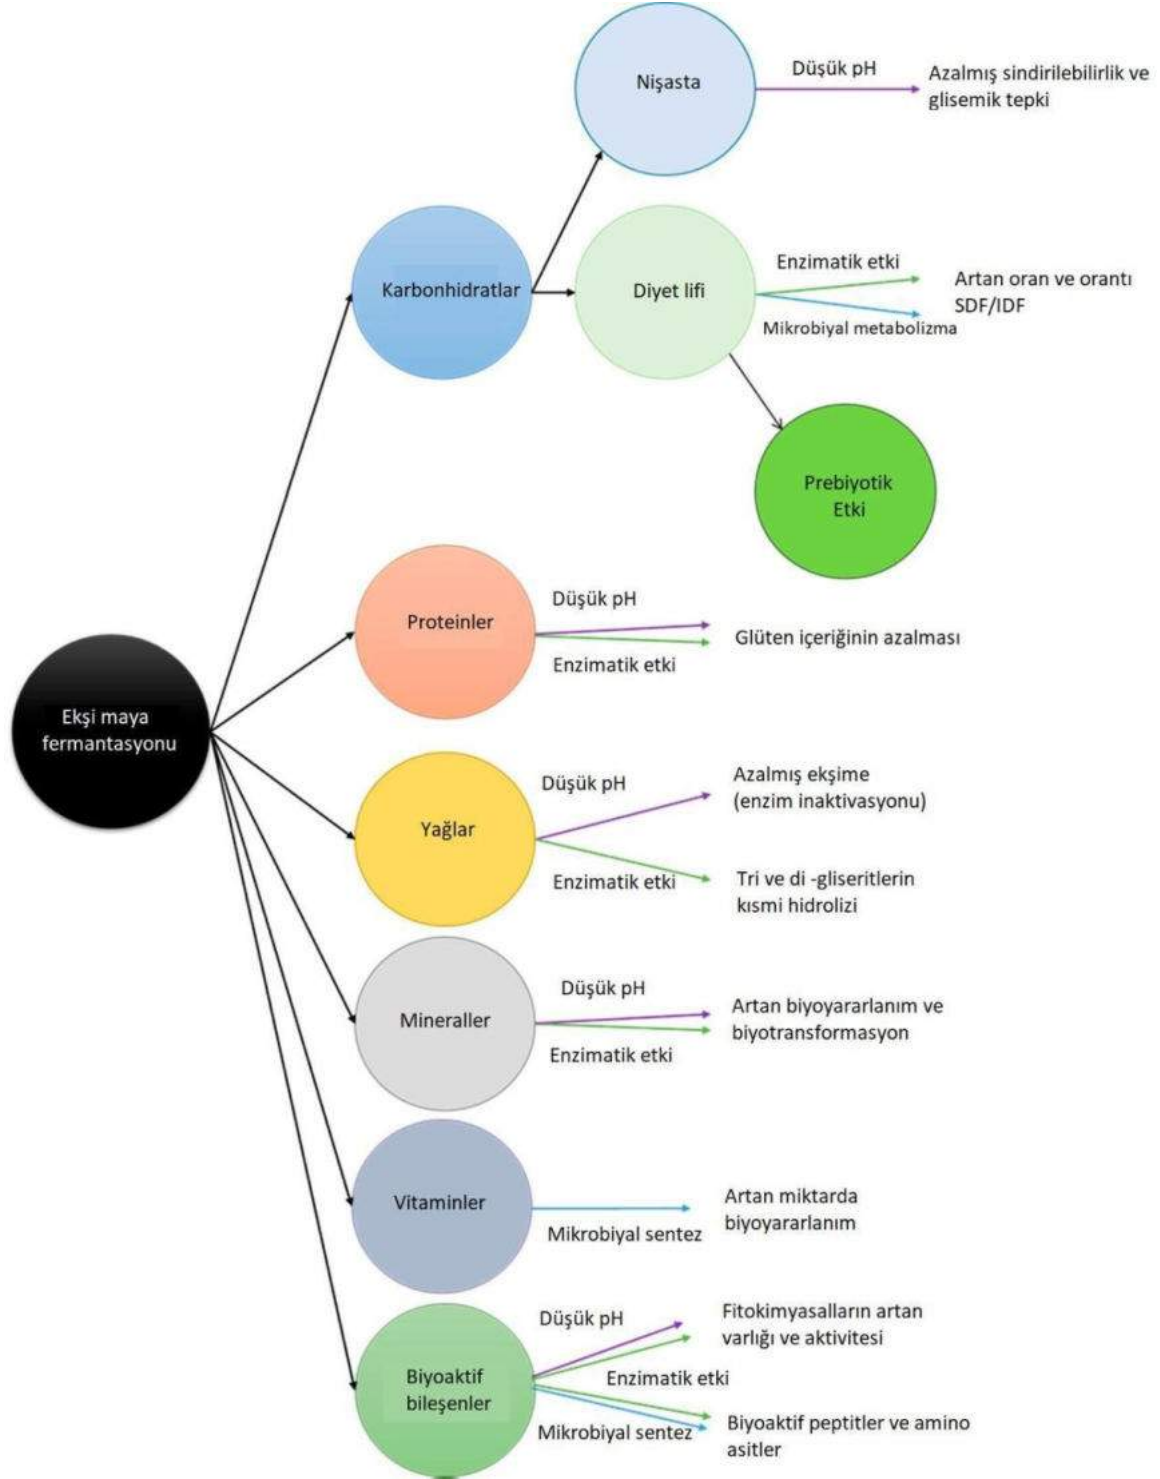 Nişasta
Düşük pH
Azalmış sindirilebilirlik ve
glisemik tepki
Karbonhidratlar
Diyet lifi
Enzimatik etki
Mikrobiyal metabolizma
Artan oran ve orantı
SDF/IDF
Prebiyotik
Etki
Proteinler
Düşük pH
Enzimatik etki
Glüten içeriğinin azalması
Ekşi maya
fermantasyonu
Yağlar
Düşük pH
Azalmış ekşime
(enzim inaktivasyonu)
Enzimatik etki
Tri ve di -gliseritlerin
kısmi hidrolizi
Mineraller
Düşük pH
Enzimatik etki
Artan biyoyararlanım ve
biyotransformasyon
Vitaminler
Mikrobiyal sentez
Artan miktarda
biyoyararlanım
Biyoaktif
bileşenler
Düşük pH
Fitokimyasalların artan
varlığı ve aktivitesi
Enzimatik etki
Mikrobiyal sentez
Biyoaktif peptitler ve amino
asitler